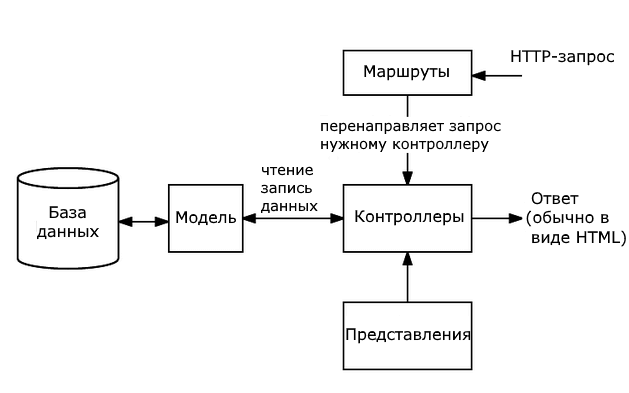 HTTP-запрос
Маршруты
перенаправляет запрос
нужному контроллеру
чтение
запись
данных
База
данных
Модель
Контроллеры
Ответ
(обычно в
виде HTML)
Представления